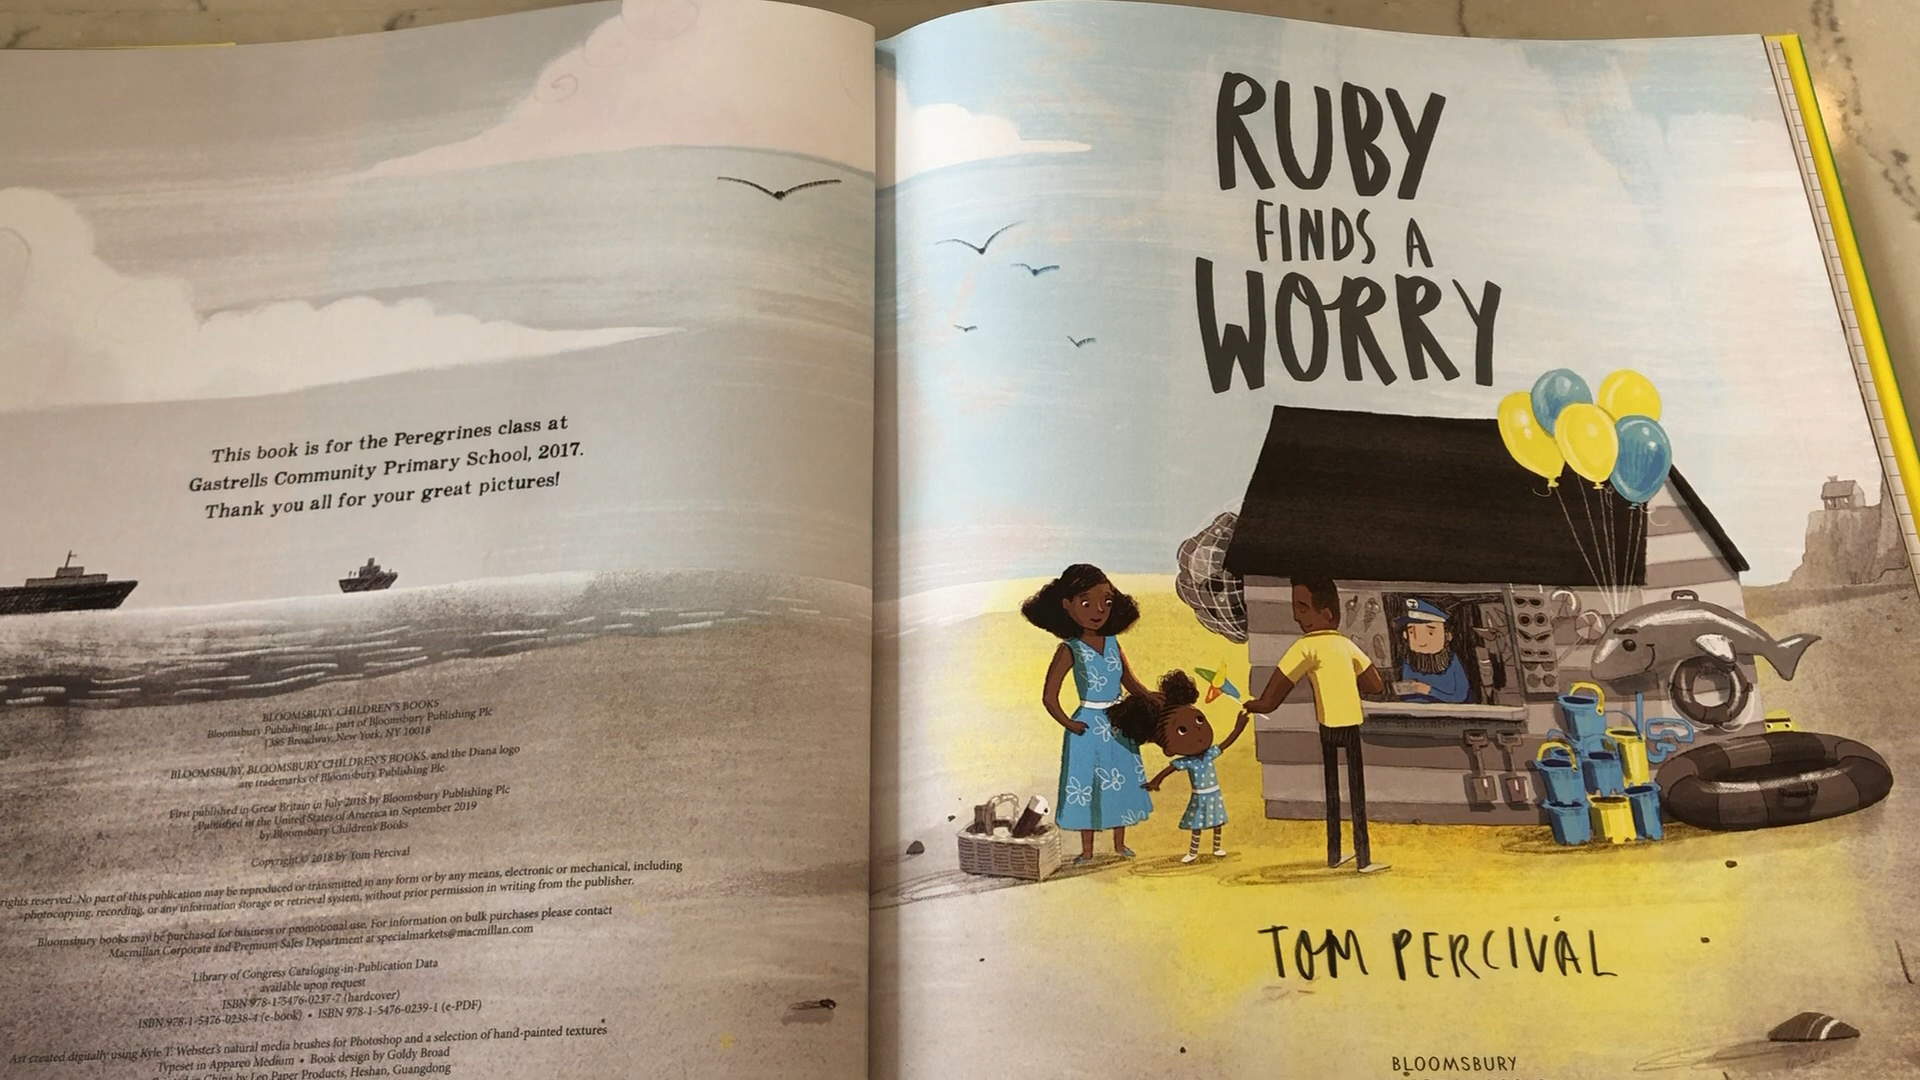 This book is for the Peregrines class at
Gastrells Community Primary School, 2017.
Thank you all for your great pictures!
BLOOMSBURY CHILDREN'S BOOKS
Bloomsbury Publishing Inc., part of Bloomsbury Publishing Plc
1385 Broadway, New York, NY 10018
BLOOMSBURY, BLOOMSBURY CHILDREN'S BOOKS, and the Diana logo
are trademarks of Bloomsbury Publishing Plc
First published in Great Britain in July 2018 by Bloomsbury Publishing Plc
Published in the United States of America in September 2019
by Bloomsbury Children's Books
Copyright © 2018 by Tom Percival
rights reserved. No part of this publication may be reproduced or transmitted in any form or by any means, electronic or mechanical, including
photocopying, recording, or any information storage or retrieval system, without prior permission in writing from the publisher.
Bloomsbury books may be purchased for business or promotional use. For information on bulk purchases please contact
Macmillan Corporate and Premium Sales Department at specialmarkets@macmillan.com
Library of Congress Cataloging-in-Publication Data
available upon request
ISBN 978-1-5476-0237-7 (hardcover)
ISBN 978-1-5476-0238-4 (e-book) • ISBN 978-1-5476-0239-1 (e-PDF)
Art created digitally using Kyle T. Webster's natural media brushes for Photoshop and a selection of hand-painted textures
Typeset in Apparco Medium • Book design by Goldy Broad
in China by Leo Paper Products, Heshan, Guangdong
RUBY
FINDS A
WORRY
TOM PERCIVAL
BLOOMSBURY